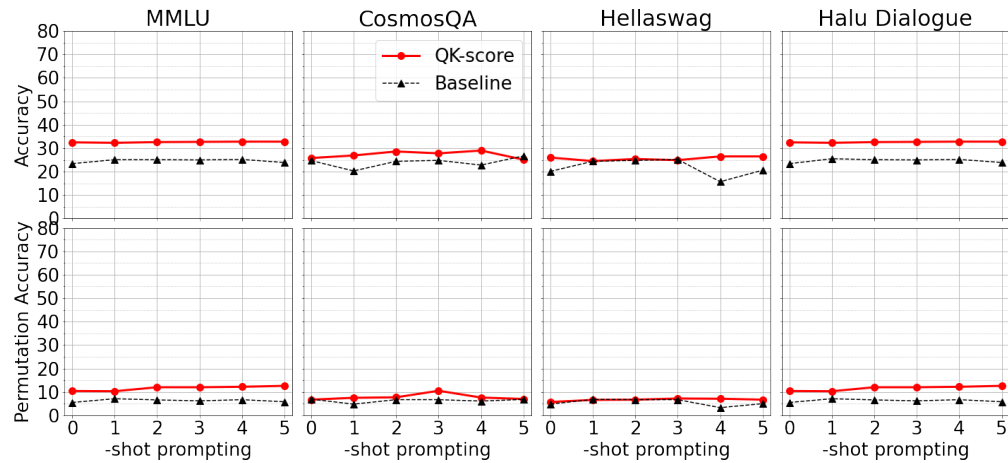 MMLU CosmosQA Hellaswag Halu Dialogue
Accuracy
80
70
60
50
40
30
20
10
0
QK-score
Baseline
Permutation Accuracy
80
70
60
50
40
30
20
10
0
0 1 2 3 4 5 0 1 2 3 4 5 0 1 2 3 4 5 0 1 2 3 4 5
-shot prompting -shot prompting -shot prompting -shot prompting